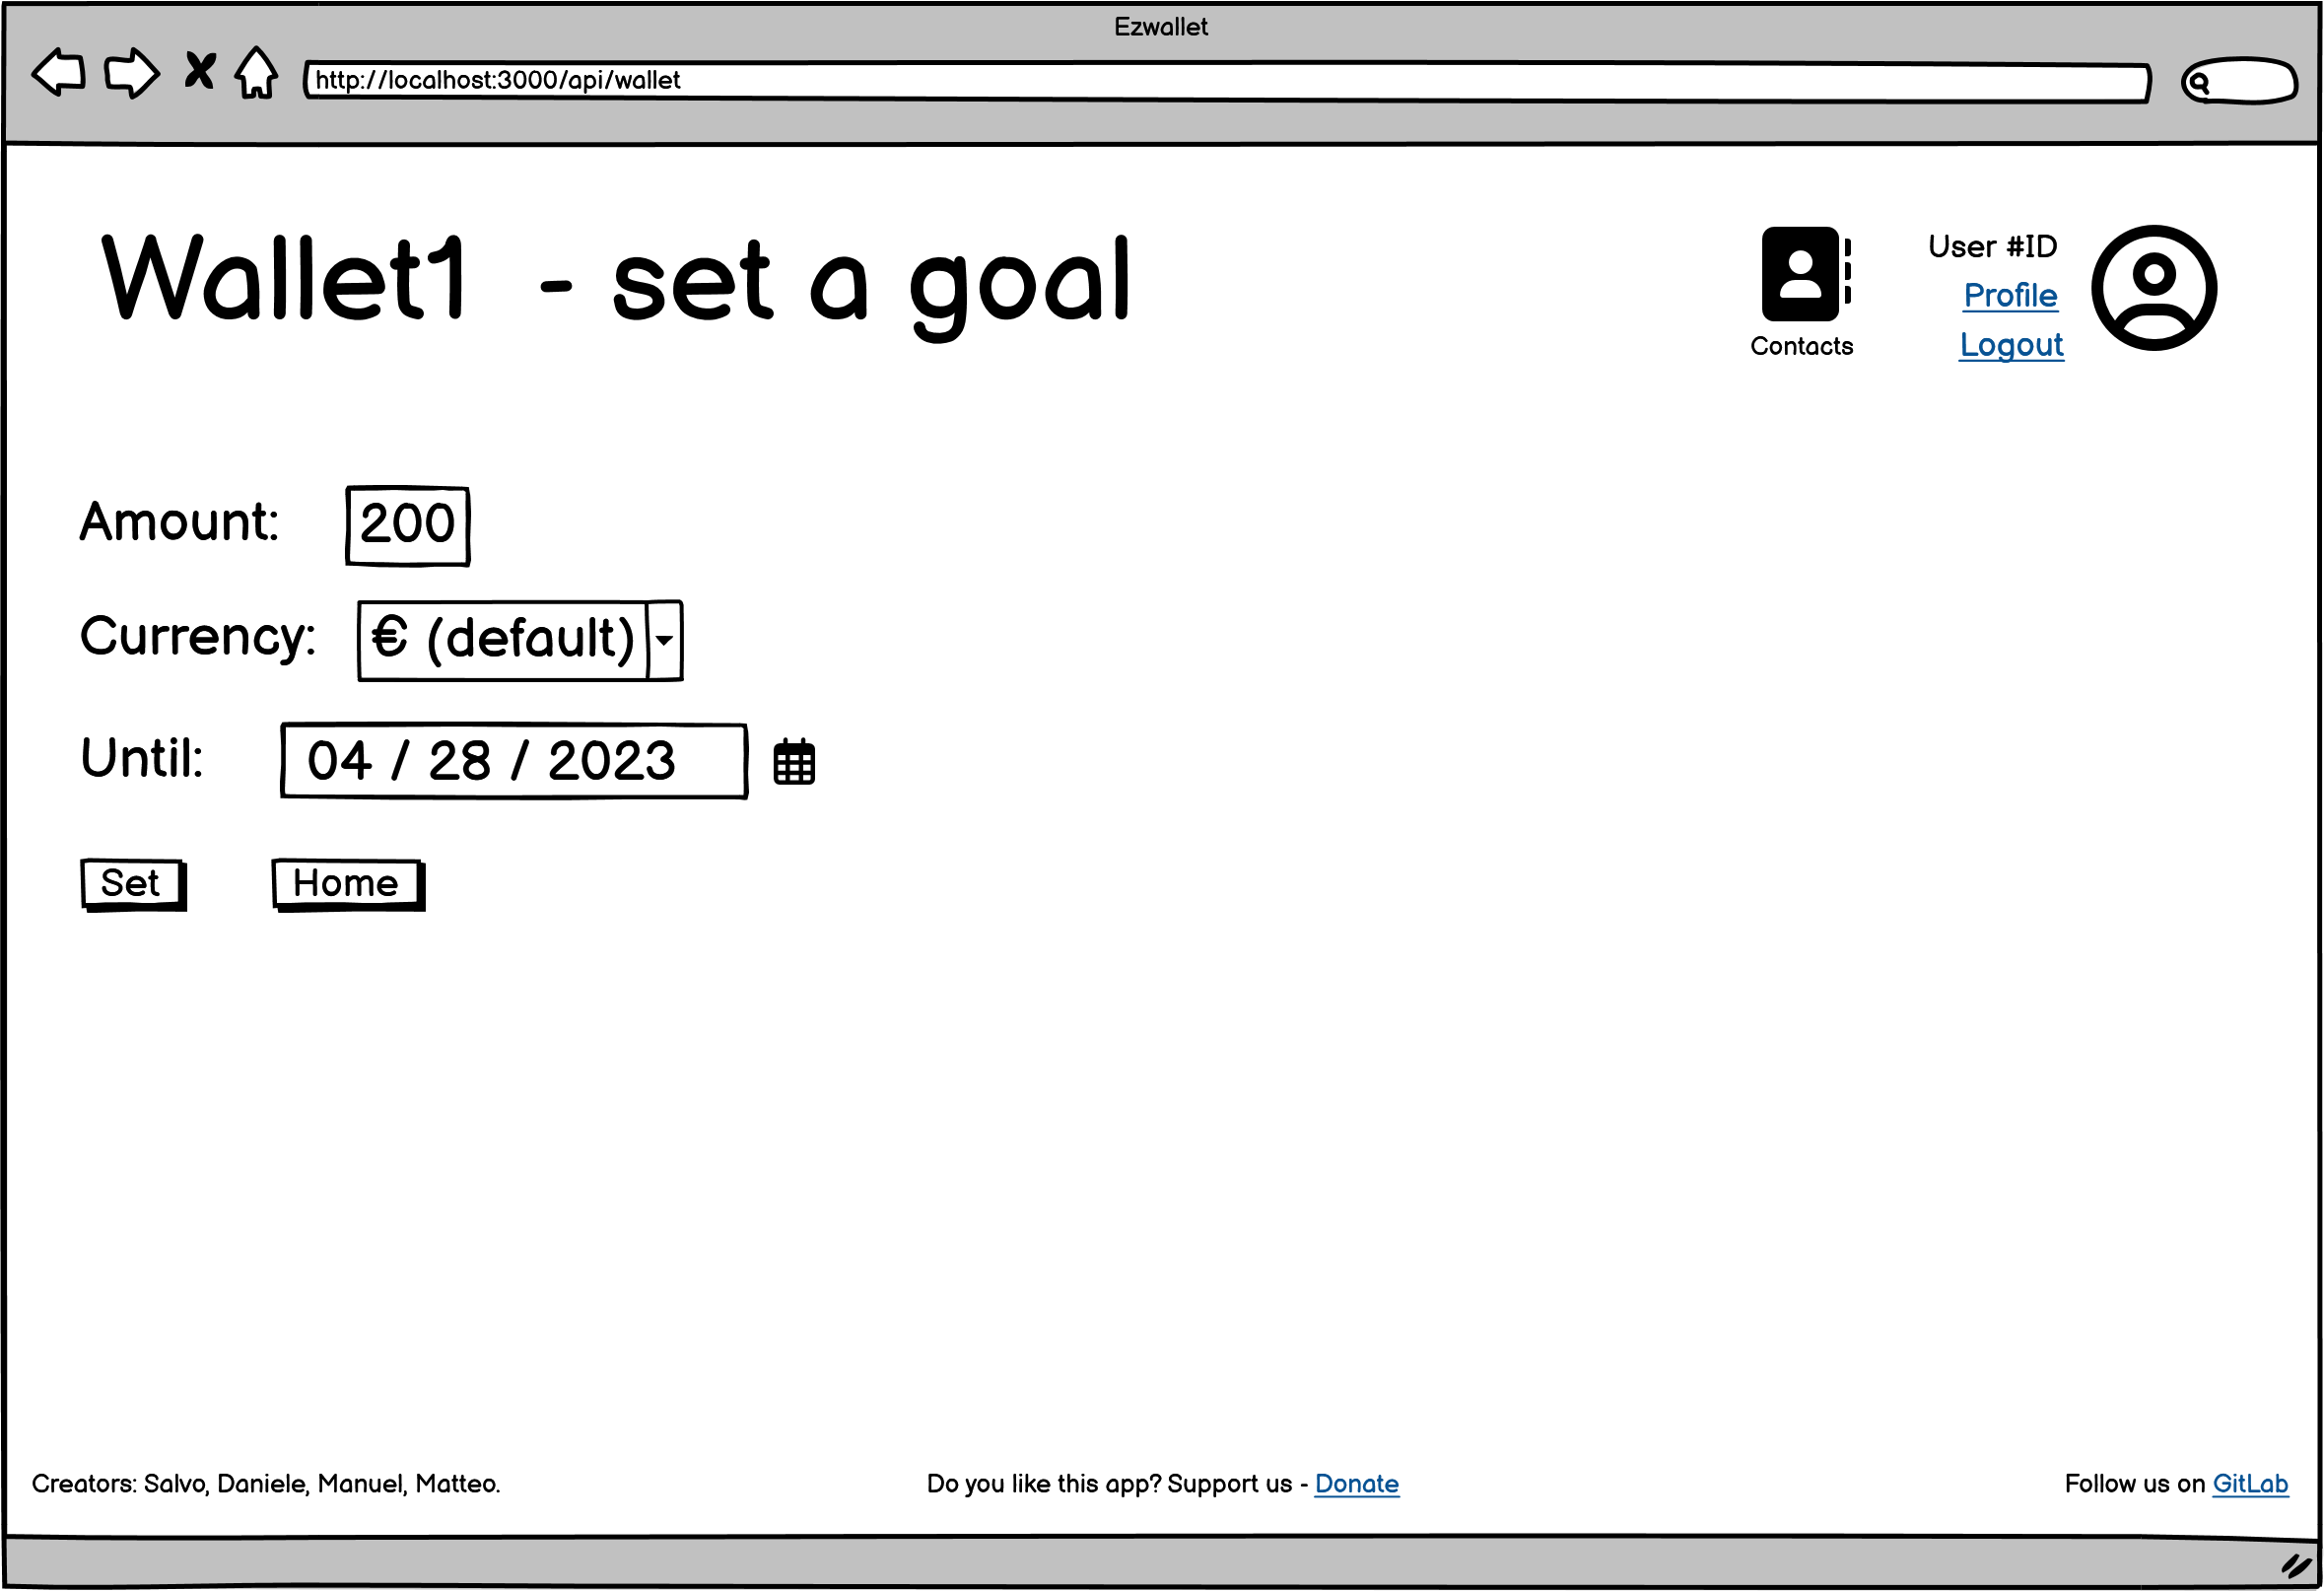 Ezwallet
http://localhost:3000/api/wallet
Wallet1 - set a goal
User #ID
Profile
Logout
Contacts
Amount: 200
Currency: € (default)
Until: 04 / 28 / 2023
Set Home
Creators: Salvo, Daniele, Manuel, Matteo. Do you like this app? Support us - Donate Follow us on GitLab